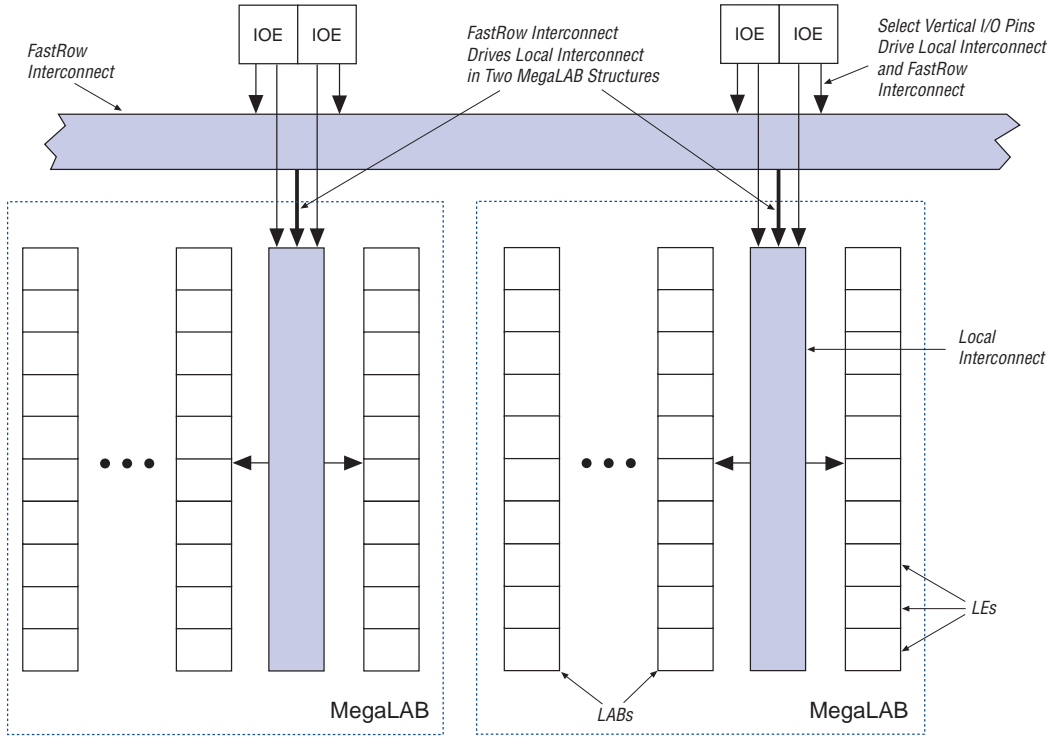 IOE IOE
IOE IOE
FastRow
Interconnect
FastRow Interconnect
Drives Local Interconnect
in Two MegaLAB Structures
Select Vertical I/O Pins
Drive Local Interconnect
and FastRow
Interconnect
Local
Interconnect
LEs
LABs
MegaLAB
MegaLAB